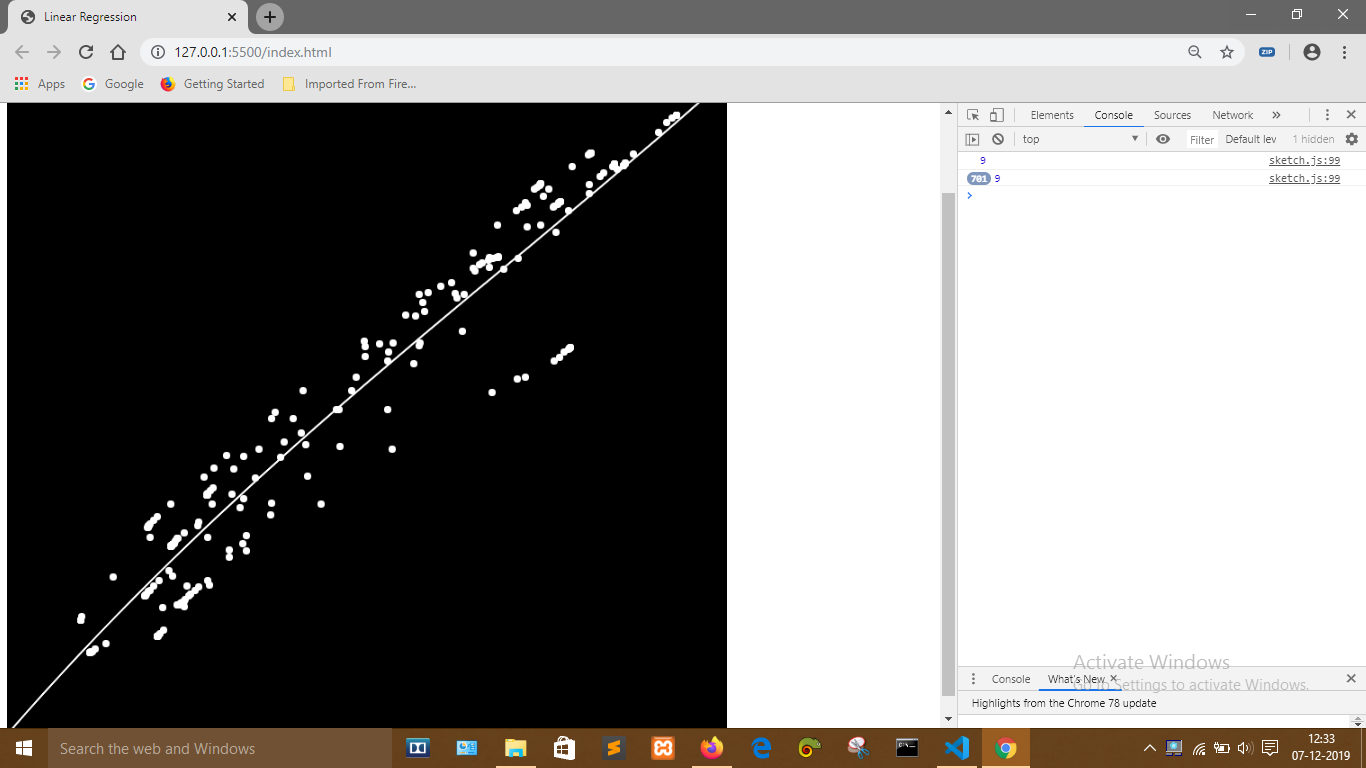 Linear Regression
127.0.0.1:5500/index.html
ZIP
Apps Google Getting Started Imported From Fire...
Elements Console Sources Network »
top Filter Default lev 1 hidden
9 sketch.js:99
701 9 sketch.js:99
Activate Windows
Go to Settings to activate Windows.
Console What's New
Highlights from the Chrome 78 update
Search the web and Windows
12:33
07-12-2019